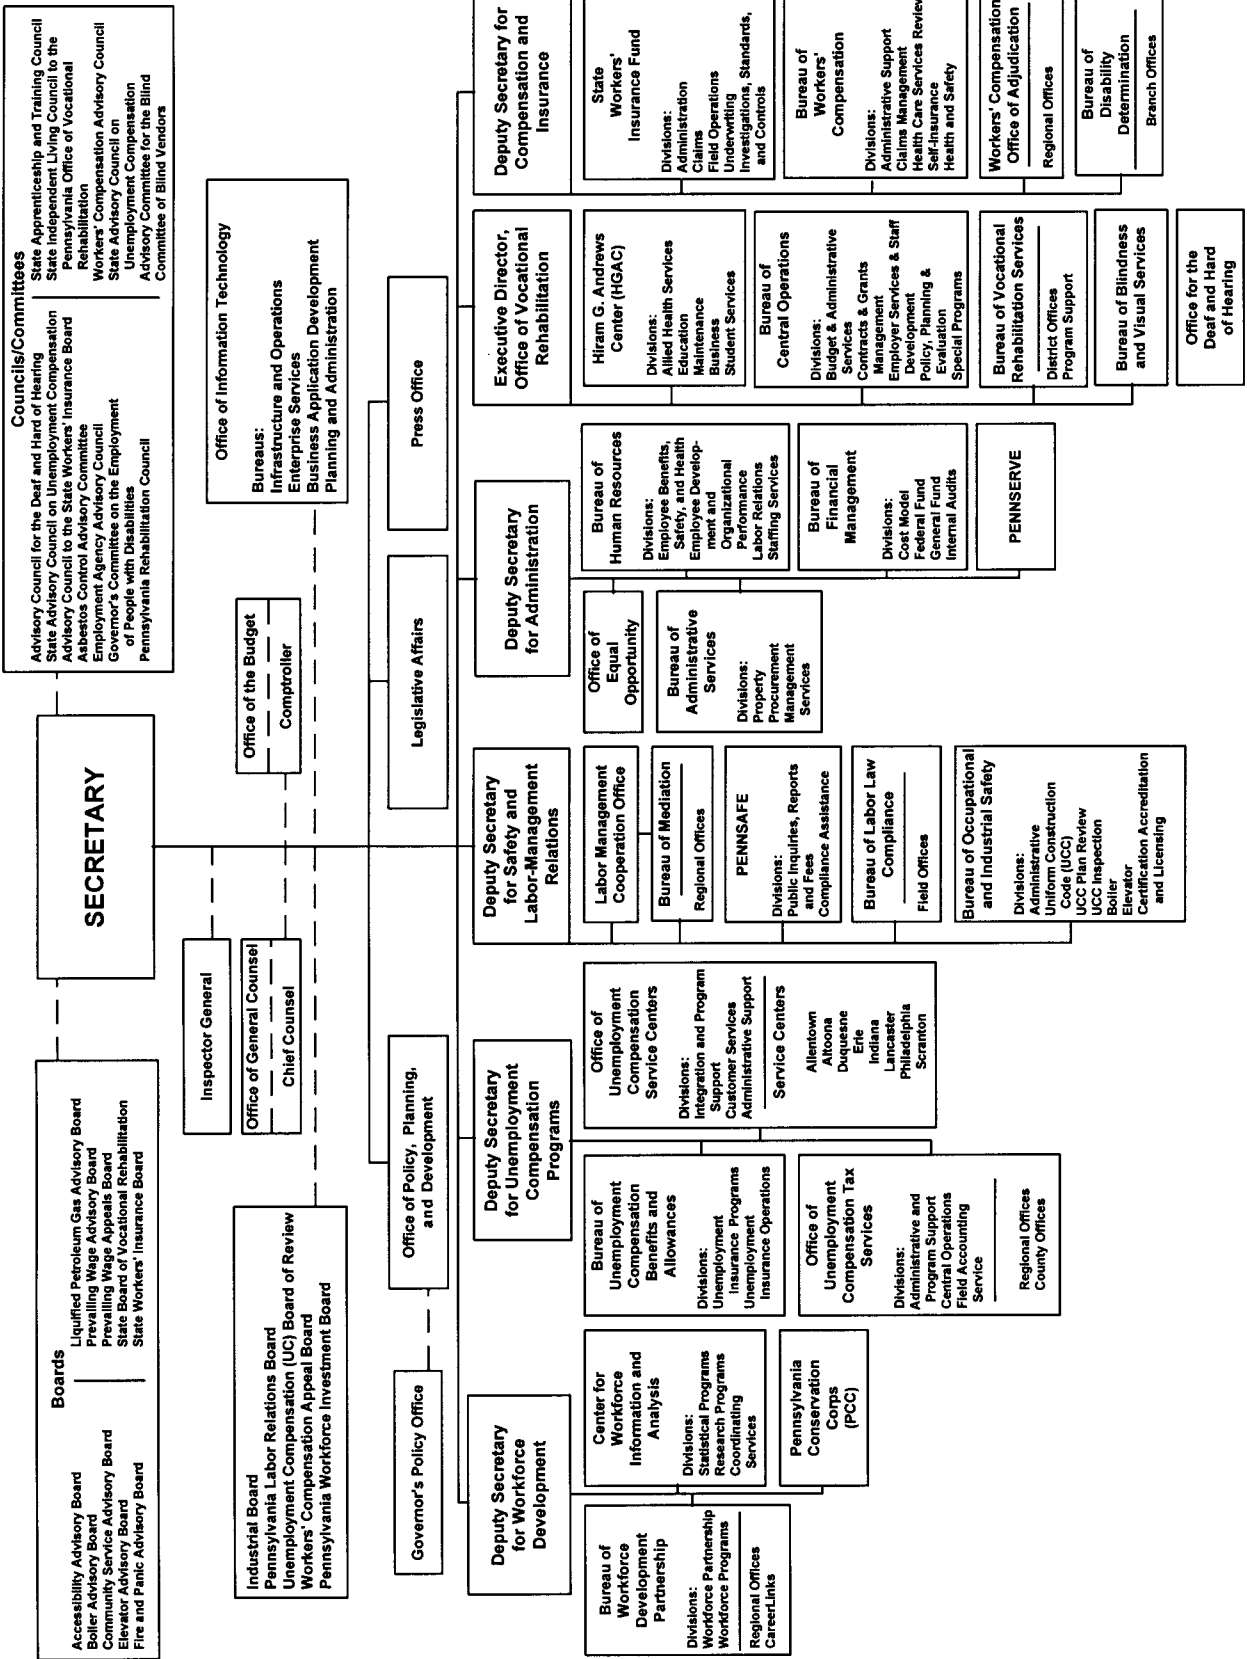 SECRETARY
Boards
Accessibility Advisory Board
Boiler Advisory Board
Community Service Advisory Board
Elevator Advisory Board
Fire and Panic Advisory Board
Liquified Petroleum Gas Advisory Board
Prevailing Wage Advisory Board
Prevailing Wage Appeals Board
State Board of Vocational Rehabilitation
State Workers' Insurance Board
Councils/Committees
Advisory Council for the Deaf and Hard of Hearing
State Advisory Council on Unemployment Compensation
Advisory Council to the State Workers' Insurance Board
Asbestos Control Advisory Committee
Employment Agency Advisory Council
Governor's Committee on the Employment
of People with Disabilities
Pennsylvania Rehabilitation Council
State Apprenticeship and Training Council
State Independent Living Council to the
Pennsylvania Office of Vocational
Rehabilitation
Workers' Compensation Advisory Council
State Advisory Council on
Unemployment Compensation
Advisory Committee for the Blind
Committee of Blind Vendors
Inspector General
Office of General Counsel
Chief Counsel
Office of the Budget
Comptroller
Industrial Board
Pennsylvania Labor Relations Board
Unemployment Compensation (UC) Board of Review
Workers' Compensation Appeal Board
Pennsylvania Workforce Investment Board
Office of Information Technology
Bureaus:
Infrastructure and Operations
Enterprise Services
Business Application Development
Planning and Administration
Governor's Policy Office
Office of Policy, Planning,
and Development
Legislative Affairs
Press Office
Deputy Secretary
for Workforce
Development
Bureau of
Workforce
Development
Partnership
Divisions:
Workforce Partnership
Workforce Programs
Regional Offices
CareerLinks
Center for
Workforce
Information and
Analysis
Divisions:
Statistical Programs
Research Programs
Coordinating
Services
Pennsylvania
Conservation
Corps
(PCC)
Deputy Secretary
for Unemployment
Compensation
Programs
Bureau of
Unemployment
Compensation
Benefits and
Allowances
Divisions:
Unemployment
Insurance Programs
Unemployment
Insurance Operations
Office of
Unemployment
Compensation Tax
Services
Divisions:
Administrative and
Program Support
Central Operations
Field Accounting
Service
Regional Offices
County Offices
Office of
Unemployment
Compensation
Service Centers
Divisions:
Integration and Program
Support
Customer Services
Administrative Support
Service Centers
Allentown
Altoona
Duquesne
Erie
Indiana
Lancaster
Philadelphia
Scranton
Deputy Secretary
for Safety and
Labor-Management
Relations
Labor Management
Cooperation Office
Bureau of Mediation
Regional Offices
PENNSAFE
Divisions:
Public Inquiries, Reports
and Fees
Compliance Assistance
Bureau of Labor Law
Compliance
Field Offices
Bureau of Occupational
and Industrial Safety
Divisions:
Administrative
Uniform Construction
Code (UCC)
UCC Plan Review
UCC Inspection
Boiler
Elevator
Certification Accreditation
and Licensing
Deputy Secretary
for Administration
Office of
Equal
Opportunity
Bureau of
Administrative
Services
Divisions:
Property
Procurement
Management
Services
Bureau of
Human Resources
Divisions:
Employee Benefits,
Safety, and Health
Employee Develop-
ment and
Organizational
Performance
Labor Relations
Staffing Services
Bureau of
Financial
Management
Divisions:
Cost Model
Federal Fund
General Fund
Internal Audits
PENNSERVE
Executive Director,
Office of Vocational
Rehabilitation
Hiram G. Andrews
Center (HGAC)
Divisions:
Allied Health Services
Education
Maintenance
Business
Student Services
Bureau of
Central Operations
Divisions:
Budget & Administrative
Services
Contracts & Grants
Management
Employer Services & Staff
Development
Policy, Planning &
Evaluation
Special Programs
Bureau of Vocational
Rehabilitation Services
District Offices
Program Support
Bureau of Blindness
and Visual Services
Office for the
Deaf and Hard
of Hearing
Deputy Secretary for
Compensation and
Insurance
State
Workers'
Insurance Fund
Divisions:
Administration
Claims
Field Operations
Underwriting
Investigations, Standards,
and Controls
Bureau of
Workers'
Compensation
Divisions:
Administrative Support
Claims Management
Health Care Services Review
Self-Insurance
Health and Safety
Workers' Compensation
Office of Adjudication
Regional Offices
Bureau of
Disability
Determination
Branch Offices